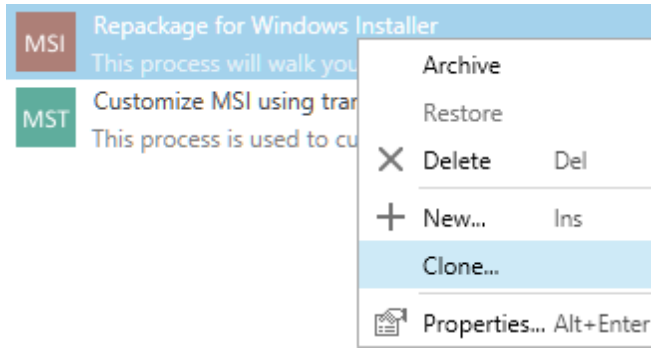 MSI
Repackage for Windows Installer
This process will walk you
MST
Customize MSI using tran
This process is used to cu
Archive
Restore
Delete Del
New... Ins
Clone...
Properties... Alt+Enter